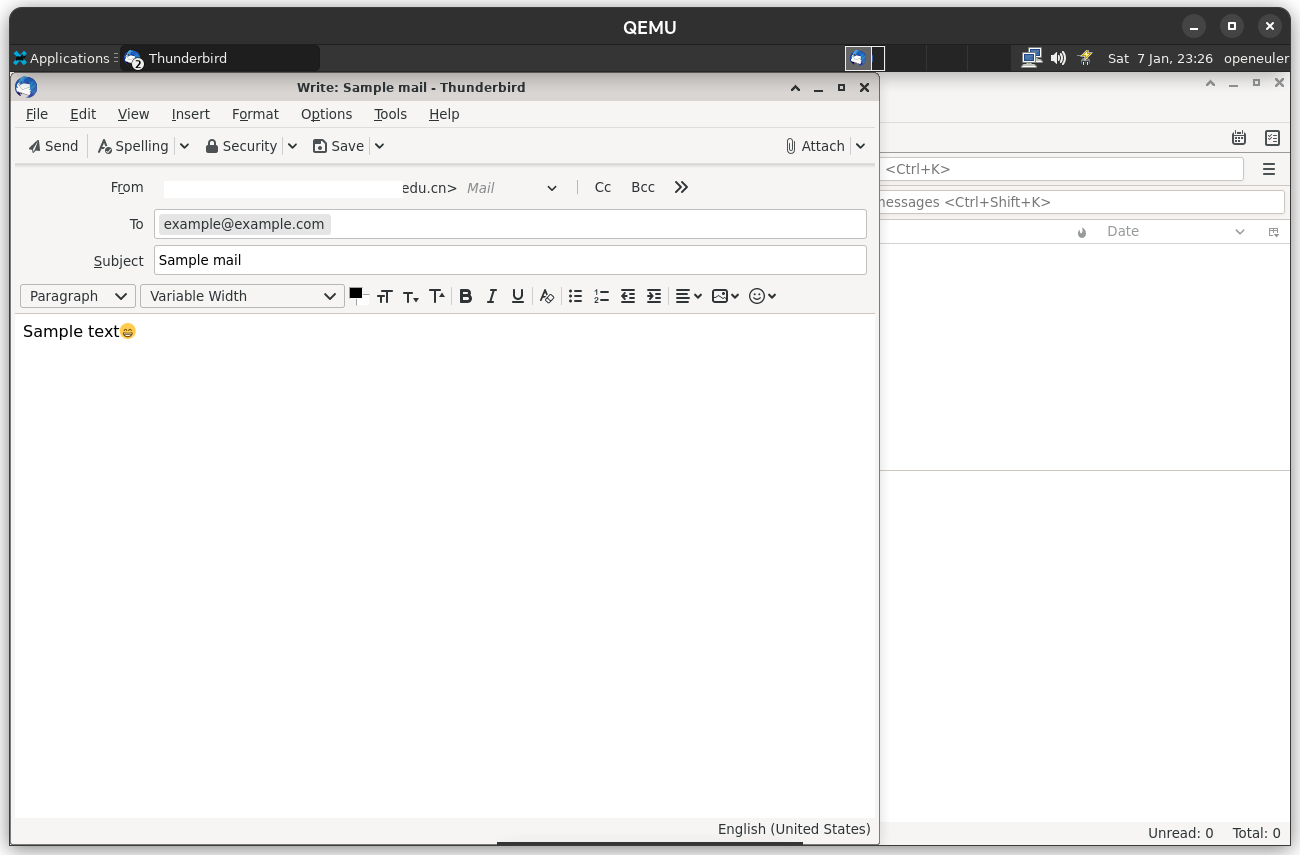 QEMU
Applications
2 Thunderbird
Sat 7 Jan, 23:26 openeuler
Write: Sample mail - Thunderbird
File Edit View Insert Format Options Tools Help
Send Spelling Security Save Attach
<Ctrl+K>
From edu.cn> Mail Cc Bcc
messages <Ctrl+Shift+K>
To example@example.com
Date
Subject Sample mail
Paragraph Variable Width
Sample text😄
English (United States)
Unread: 0 Total: 0